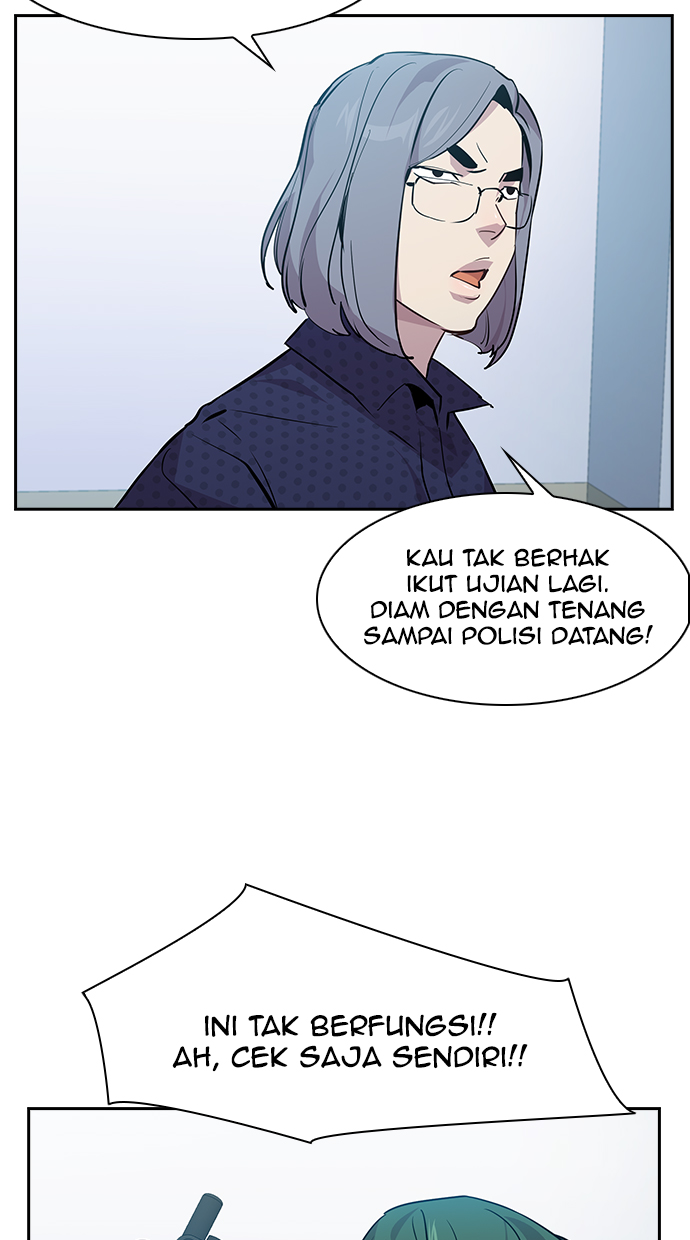 KAU TAK BERHAK
IKUT UJIAN LAGI.
DIAM DENGAN TENANG
SAMPAI POLISI DATANG!
INI TAK BERFUNGSI!!
AH, CEK SAJA SENDIRI!!